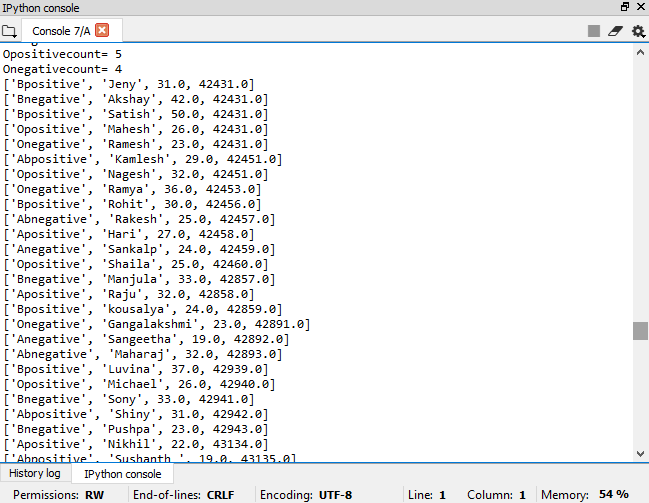 IPython console
Console 7/A
Opositivecount= 5
Onegativecount= 4
['Bpositive', 'Jeny', 31.0, 42431.0]
['Bnegative', 'Akshay', 42.0, 42431.0]
['Bpositive', 'Satish', 50.0, 42431.0]
['Opositive', 'Mahesh', 26.0, 42431.0]
['Onegative', 'Ramesh', 23.0, 42431.0]
['Abpositive', 'Kamlesh', 29.0, 42451.0]
['Opositive', 'Nagesh', 32.0, 42451.0]
['Onegative', 'Ramya', 36.0, 42453.0]
['Bpositive', 'Rohit', 30.0, 42456.0]
['Abnegative', 'Rakesh', 25.0, 42457.0]
['Apositive', 'Hari', 27.0, 42458.0]
['Anegative', 'Sankalp', 24.0, 42459.0]
['Opositive', 'Shaila', 25.0, 42460.0]
['Bnegative', 'Manjula', 33.0, 42857.0]
['Apositive', 'Raju', 32.0, 42858.0]
['Bpositive', 'kousalya', 24.0, 42859.0]
['Onegative', 'Gangalakshmi', 23.0, 42891.0]
['Anegative', 'Sangeetha', 19.0, 42892.0]
['Abnegative', 'Maharaj', 32.0, 42893.0]
['Bpositive', 'Luvina', 37.0, 42939.0]
['Opositive', 'Michael', 26.0, 42940.0]
['Bnegative', 'Sony', 33.0, 42941.0]
['Abpositive', 'Shiny', 31.0, 42942.0]
['Bnegative', 'Pushpa', 23.0, 42943.0]
['Apositive', 'Nikhil', 22.0, 43134.0]
['Abpositive', 'Sushanth ', 19.0, 43135.0]
History log IPython console
Permissions: RW End-of-lines: CRLF Encoding: UTF-8 Line: 1 Column: 1 Memory: 54 %